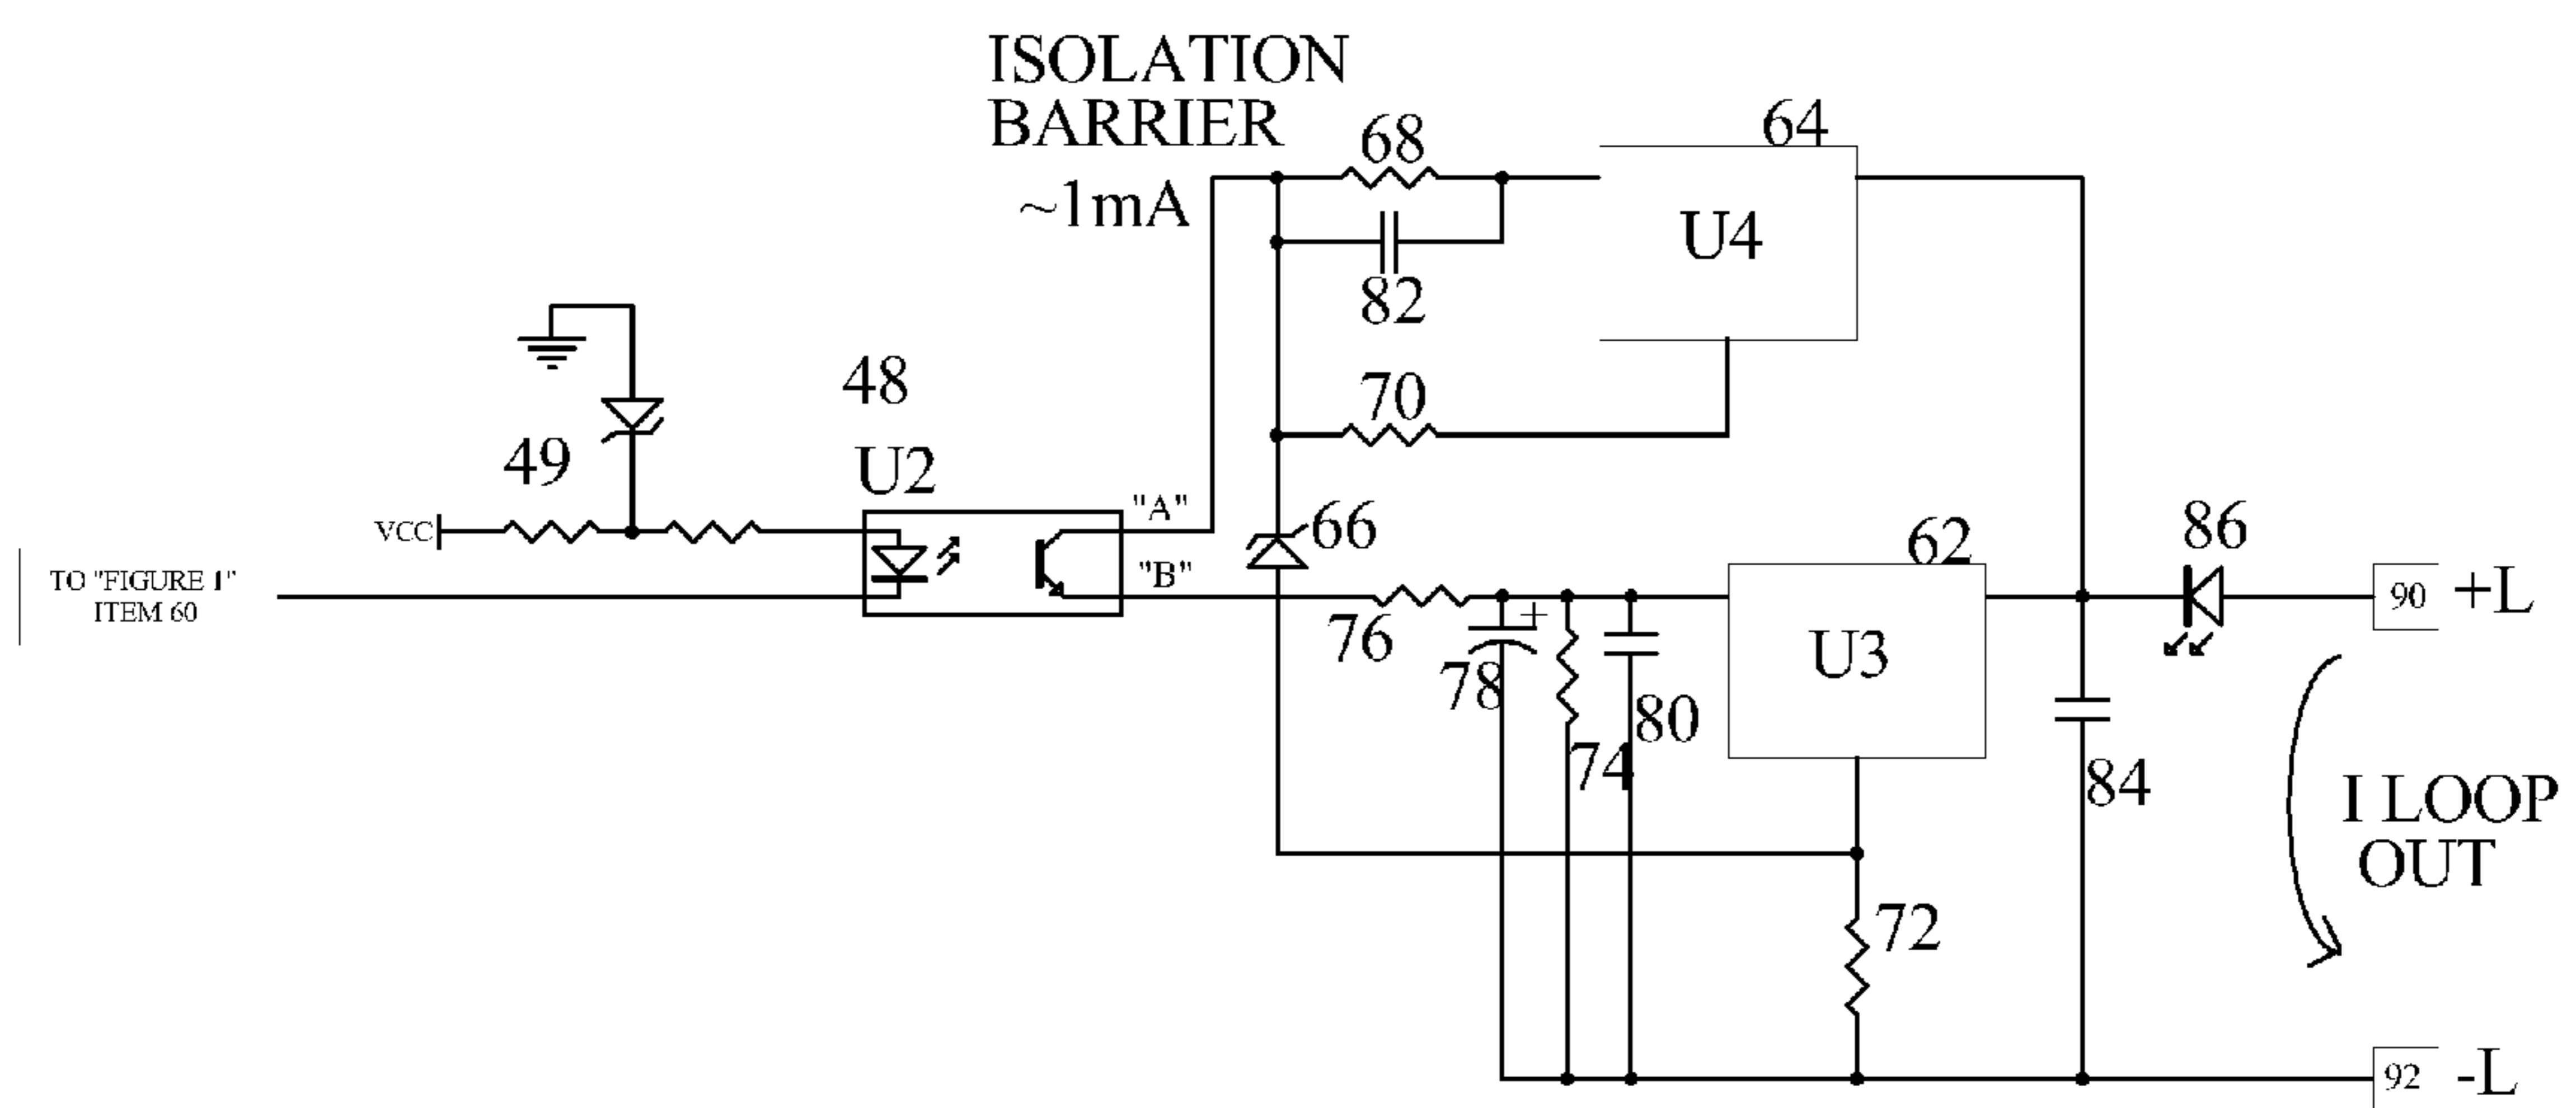 ISOLATION
BARRIER
~1mA
68
64
U4
82
48
70
49
U2
"A"
66
62
86
VCC
"B"
TO "FIGURE 1"
ITEM 60
+
90 +L
76
U3
78
80
74
84
I LOOP
OUT
72
92 -L